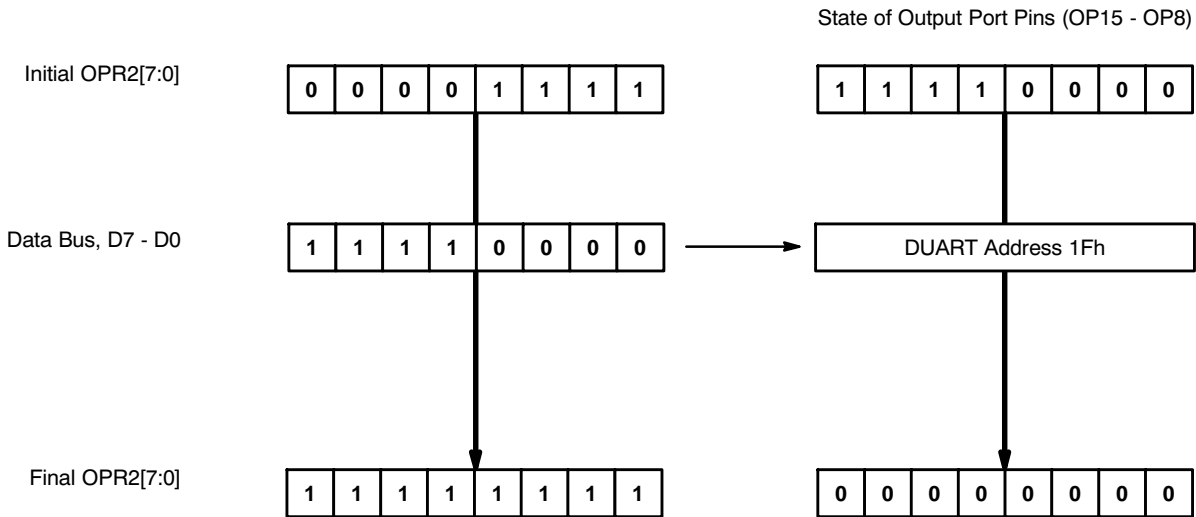 State of Output Port Pins (OP15 - OP8)
Initial OPR2[7:0]
0 0 0 0 1 1 1 1
1 1 1 1 0 0 0 0
Data Bus, D7 - D0
1 1 1 1 0 0 0 0
DUART Address 1Fh
Final OPR2[7:0]
1 1 1 1 1 1 1 1
0 0 0 0 0 0 0 0